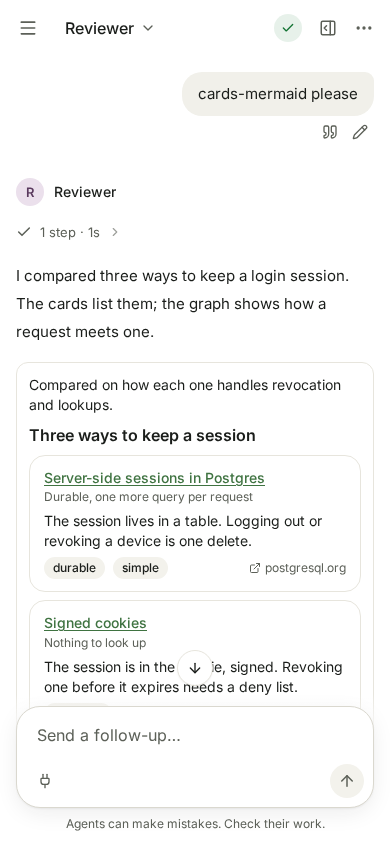 Reviewer
cards-mermaid please
R
Reviewer
1 step · 1s
I compared three ways to keep a login session.
The cards list them; the graph shows how a
request meets one.
Compared on how each one handles revocation
and lookups.
Three ways to keep a session
Server-side sessions in Postgres
Durable, one more query per request
The session lives in a table. Logging out or
revoking a device is one delete.
durable simple postgresql.org
Signed cookies
Nothing to look up
The session is in the ie, signed. Revoking
one before it expires needs a deny list.
Send a follow-up...
Agents can make mistakes. Check their work.